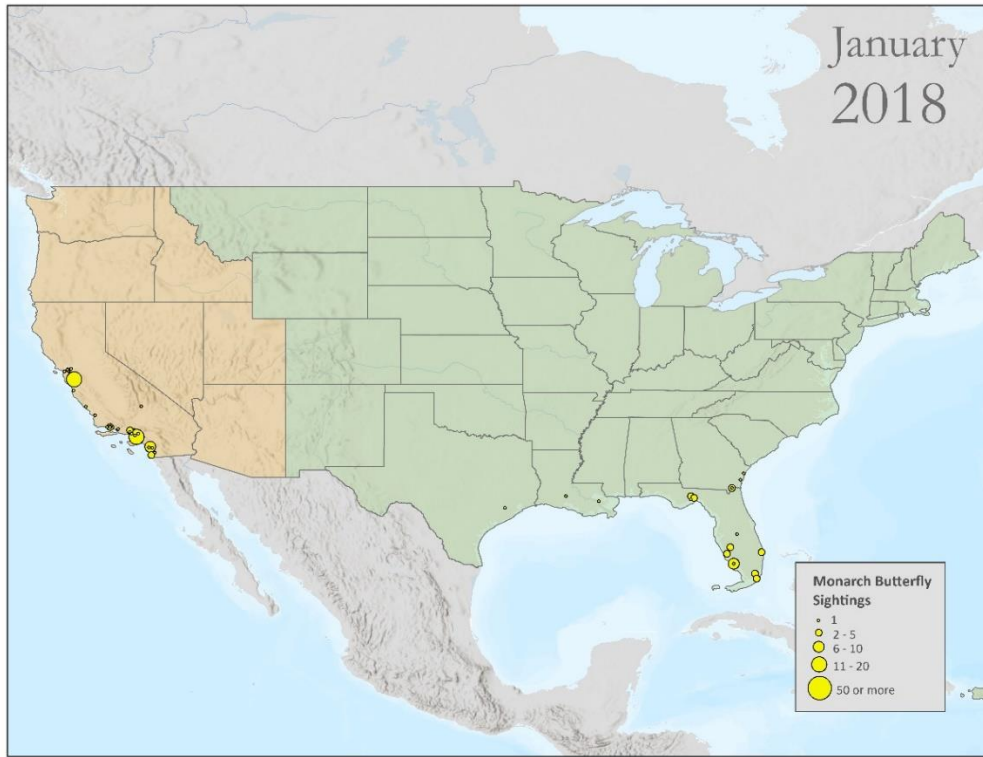 January
2018
Monarch Butterfly
Sightings
1
2 - 5
6 - 10
11 - 20
50 or more